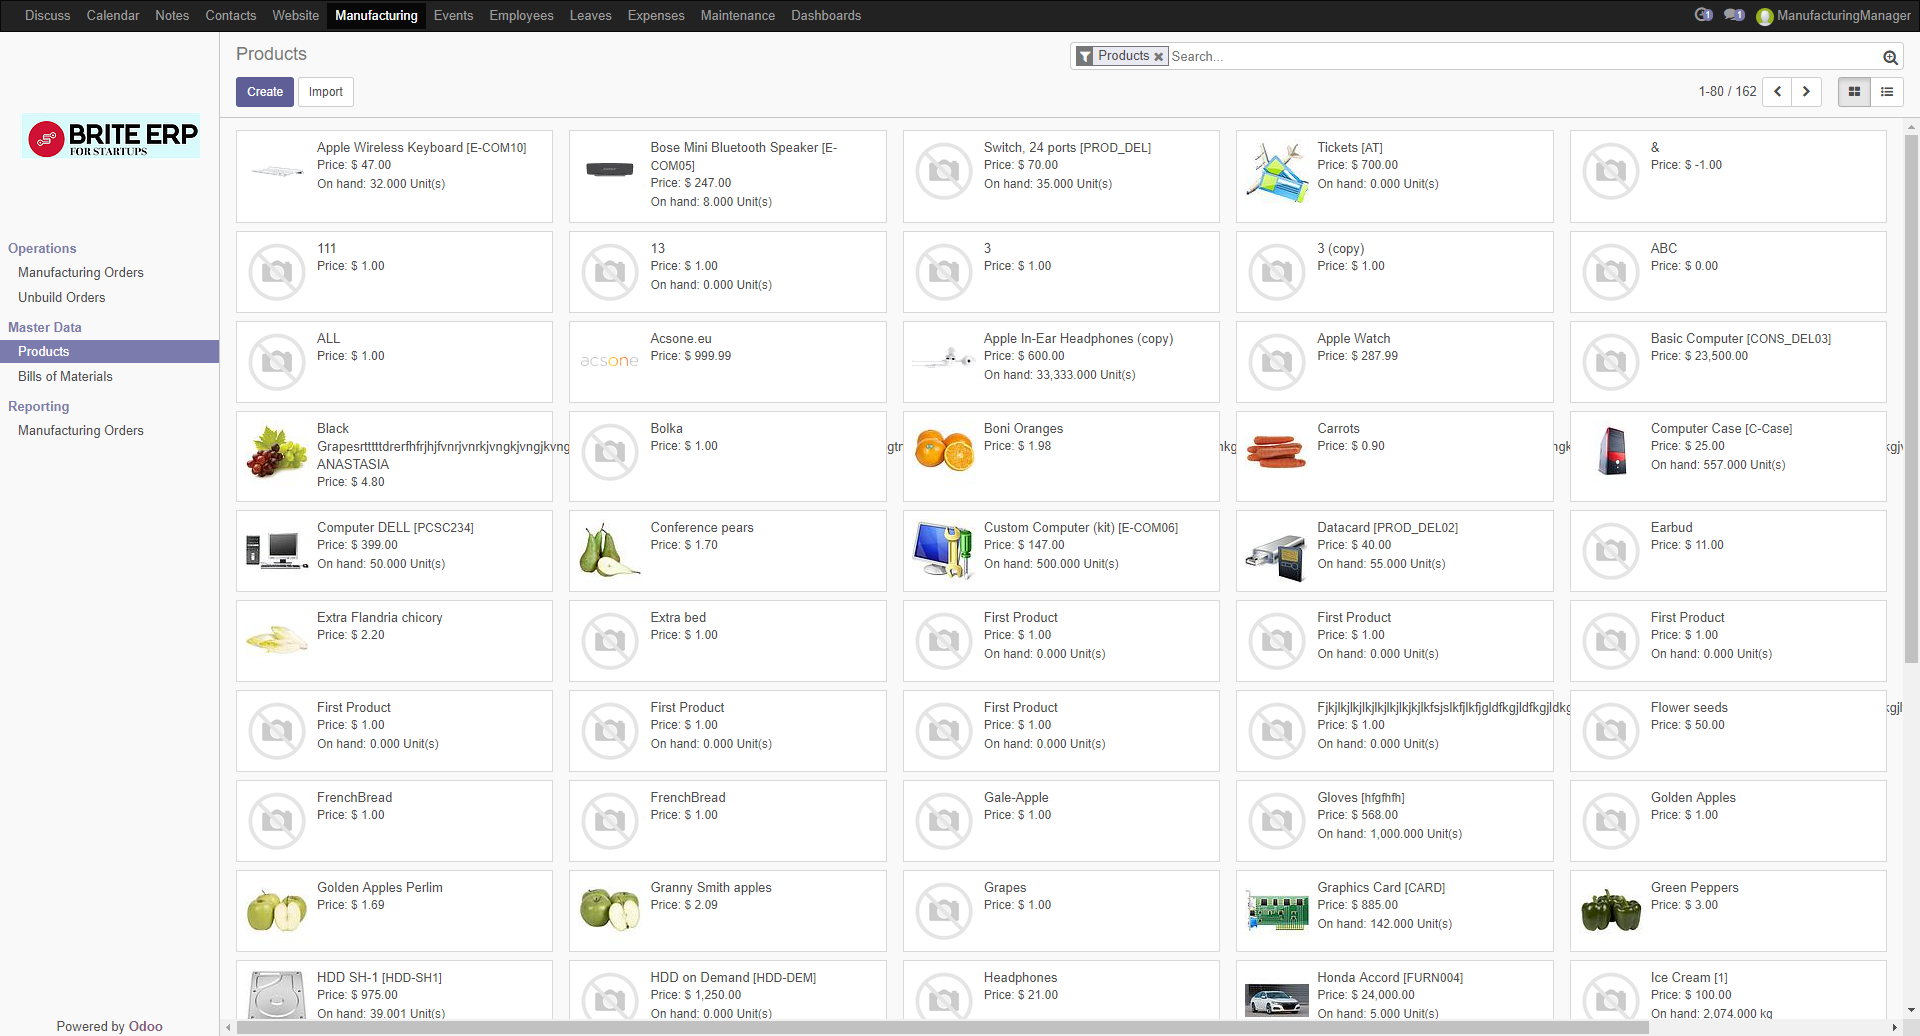 Discuss Calendar Notes Contacts Website Manufacturing Events Employees Leaves Expenses Maintenance Dashboards 1 1 ManufacturingManager
BRITE ERP
FOR STARTUPS
Operations
Manufacturing Orders
Unbuild Orders
Master Data
Products
Bills of Materials
Reporting
Manufacturing Orders
Powered by Odoo
Products
Products Search...
Create Import
1-80 / 162
Apple Wireless Keyboard [E-COM10]
Price: $ 47.00
On hand: 32.000 Unit(s)
Bose Mini Bluetooth Speaker [E-
COM05]
Price: $ 247.00
On hand: 8.000 Unit(s)
Switch, 24 ports [PROD_DEL]
Price: $ 70.00
On hand: 35.000 Unit(s)
Tickets [AT]
Price: $ 700.00
On hand: 0.000 Unit(s)
&
Price: $ -1.00
111
Price: $ 1.00
13
Price: $ 1.00
On hand: 0.000 Unit(s)
3
Price: $ 1.00
3 (copy)
Price: $ 1.00
ABC
Price: $ 0.00
ALL
Price: $ 1.00
acsone
Acsone.eu
Price: $ 999.99
Apple In-Ear Headphones (copy)
Price: $ 600.00
On hand: 33,333.000 Unit(s)
Apple Watch
Price: $ 287.99
Basic Computer [CONS_DEL03]
Price: $ 23,500.00
Black
ANASTASIA
Price: $ 4.80
Bolka
Price: $ 1.00
Boni Oranges
Price: $ 1.98
Carrots
Price: $ 0.90
Computer Case [C-Case]
Price: $ 25.00
On hand: 557.000 Unit(s)
Computer DELL [PCSC234]
Price: $ 399.00
On hand: 50.000 Unit(s)
Conference pears
Price: $ 1.70
Custom Computer (kit) [E-COM06]
Price: $ 147.00
On hand: 500.000 Unit(s)
Datacard [PROD_DEL02]
Price: $ 40.00
On hand: 55.000 Unit(s)
Earbud
Price: $ 11.00
Extra Flandria chicory
Price: $ 2.20
Extra bed
Price: $ 1.00
First Product
Price: $ 1.00
On hand: 0.000 Unit(s)
First Product
Price: $ 1.00
On hand: 0.000 Unit(s)
First Product
Price: $ 1.00
On hand: 0.000 Unit(s)
First Product
Price: $ 1.00
On hand: 0.000 Unit(s)
First Product
Price: $ 1.00
On hand: 0.000 Unit(s)
First Product
Price: $ 1.00
On hand: 0.000 Unit(s)
Price: $ 1.00
On hand: 0.000 Unit(s)
Flower seeds
Price: $ 50.00
FrenchBread
Price: $ 1.00
FrenchBread
Price: $ 1.00
Gale-Apple
Price: $ 1.00
Gloves [hfgfhfh]
Price: $ 568.00
On hand: 1,000.000 Unit(s)
Golden Apples
Price: $ 1.00
Golden Apples Perlim
Price: $ 1.69
Granny Smith apples
Price: $ 2.09
Grapes
Price: $ 1.00
Graphics Card [CARD]
Price: $ 885.00
On hand: 142.000 Unit(s)
Green Peppers
Price: $ 3.00
HDD SH-1 [HDD-SH1]
Price: $ 975.00
On hand: 39.001 Unit(s)
HDD on Demand [HDD-DEM]
Price: $ 1,250.00
On hand: 0.000 Unit(s)
Headphones
Price: $ 21.00
Honda Accord [FURN004]
Price: $ 24,000.00
On hand: 5.000 Unit(s)
Ice Cream [1]
Price: $ 100.00
On hand: 2,074.000 kg